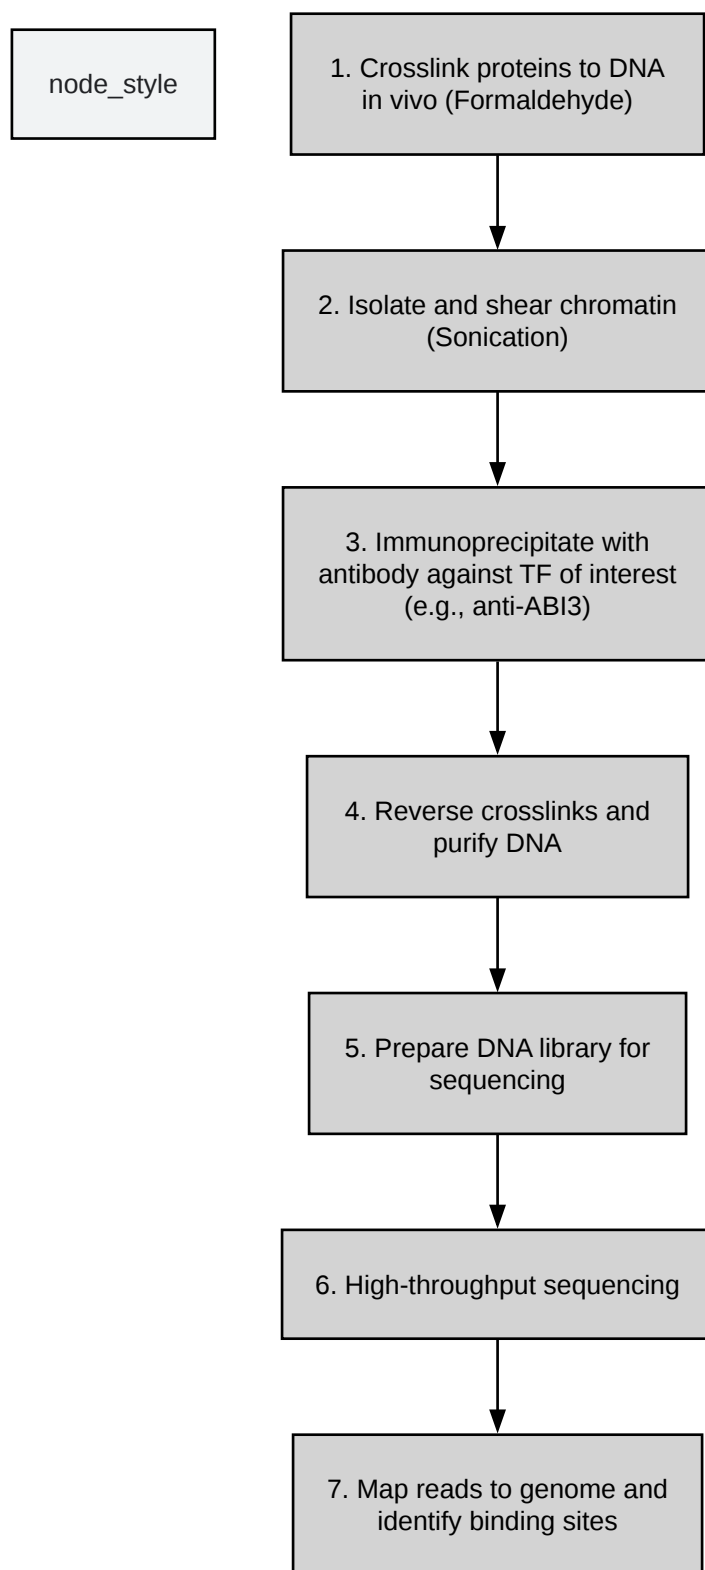 node_style
1. Crosslink proteins to DNA
in vivo (Formaldehyde)
2. Isolate and shear chromatin
(Sonication)
3. Immunoprecipitate with
antibody against TF of interest
(e.g., anti-ABI3)
4. Reverse crosslinks and
purify DNA
5. Prepare DNA library for
sequencing
6. High-throughput sequencing
7. Map reads to genome and
identify binding sites